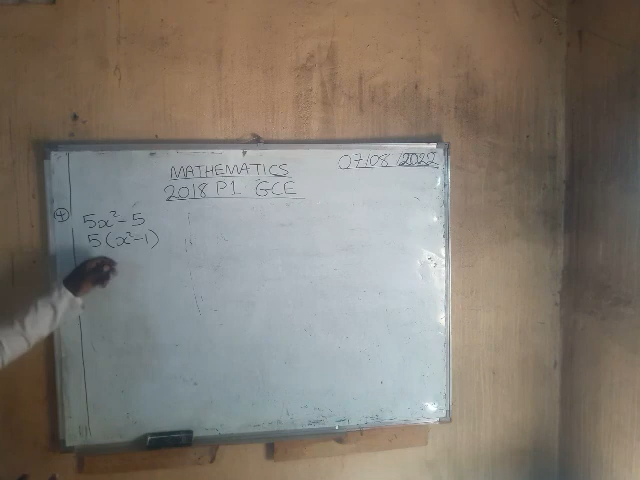 07/08/2022
MATHEMATICS
2018 P1 GCE
④ 5x² - 5
5(x² - 1)